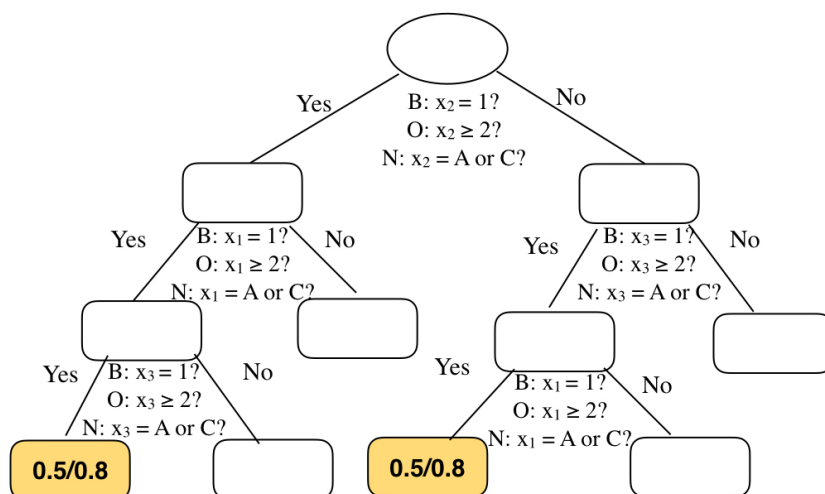 Yes
No
B: x₂ = 1?
O: x₂ ≥ 2?
N: x₂ = A or C?
Yes
No
B: x₁ = 1?
O: x₁ ≥ 2?
N: x₁ = A or C?
Yes
No
B: x₃ = 1?
O: x₃ ≥ 2?
N: x₃ = A or C?
Yes
No
B: x₃ = 1?
O: x₃ ≥ 2?
N: x₃ = A or C?
Yes
No
B: x₁ = 1?
O: x₁ ≥ 2?
N: x₁ = A or C?
0.5/0.8
0.5/0.8